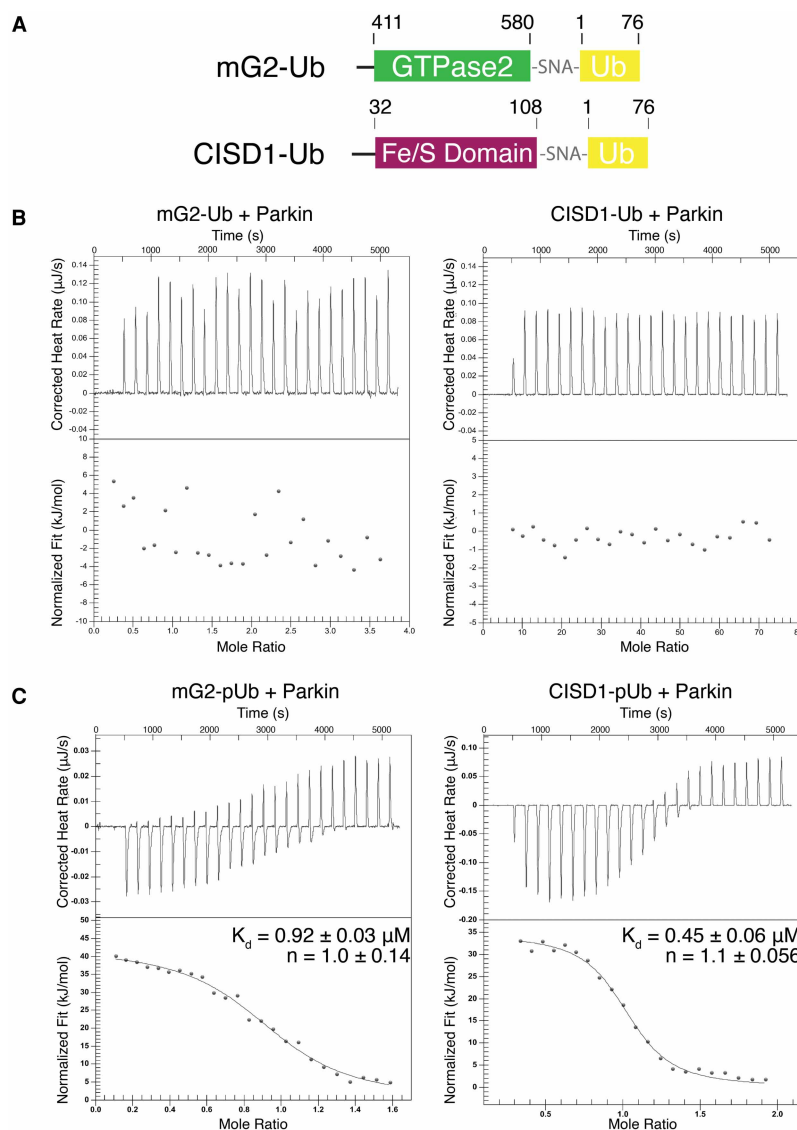 A
411 580 1 76
mG2-Ub GTPase2 -SNA- Ub
32 108 1 76
CISD1-Ub Fe/S Domain -SNA- Ub
B
mG2-Ub + Parkin
Time (s)
0 1000 2000 3000 4000 5000
Corrected Heat Rate (µJ/s)
0.14
0.12
0.10
0.08
0.06
0.04
0.02
0
-0.02
-0.04
Normalized Fit (kJ/mol)
10
8
6
4
2
0
-2
-4
-6
-8
-10
0.0 0.5 1.0 1.5 2.0 2.5 3.0 3.5 4.0
Mole Ratio
CISD1-Ub + Parkin
Time (s)
0 1000 2000 3000 4000 5000
Corrected Heat Rate (µJ/s)
0.14
0.12
0.10
0.08
0.06
0.04
0.02
0
-0.02
-0.04
Normalized Fit (kJ/mol)
5
4
3
2
1
0
-1
-2
-3
-4
-5
0 10 20 30 40 50 60 70 80
Mole Ratio
C
mG2-pUb + Parkin
Time (s)
0 1000 2000 3000 4000 5000
Corrected Heat Rate (µJ/s)
0.03
0.02
0.01
0
-0.01
-0.02
-0.03
Normalized Fit (kJ/mol)
50
45
40
35
30
25
20
15
10
5
0
Kd = 0.92 ± 0.03 µM
n = 1.0 ± 0.14
0.0 0.2 0.4 0.6 0.8 1.0 1.2 1.4 1.6
Mole Ratio
CISD1-pUb + Parkin
Time (s)
0 1000 2000 3000 4000 5000
Corrected Heat Rate (µJ/s)
0.10
0.05
0
-0.05
-0.10
-0.15
-0.20
Normalized Fit (kJ/mol)
35
30
25
20
15
10
5
0
Kd = 0.45 ± 0.06 µM
n = 1.1 ± 0.056
0.5 1.0 1.5 2.0
Mole Ratio